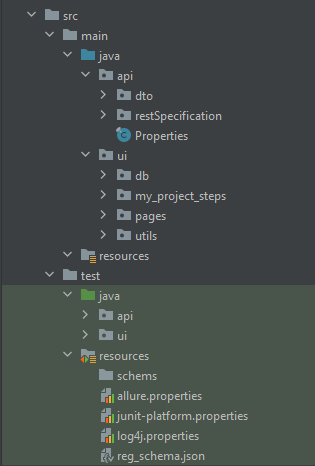 src
main
java
api
dto
restSpecification
Properties
ui
db
my_project_steps
pages
utils
resources
test
java
api
ui
resources
schems
allure.properties
junit-platform.properties
log4j.properties
reg_schema.json